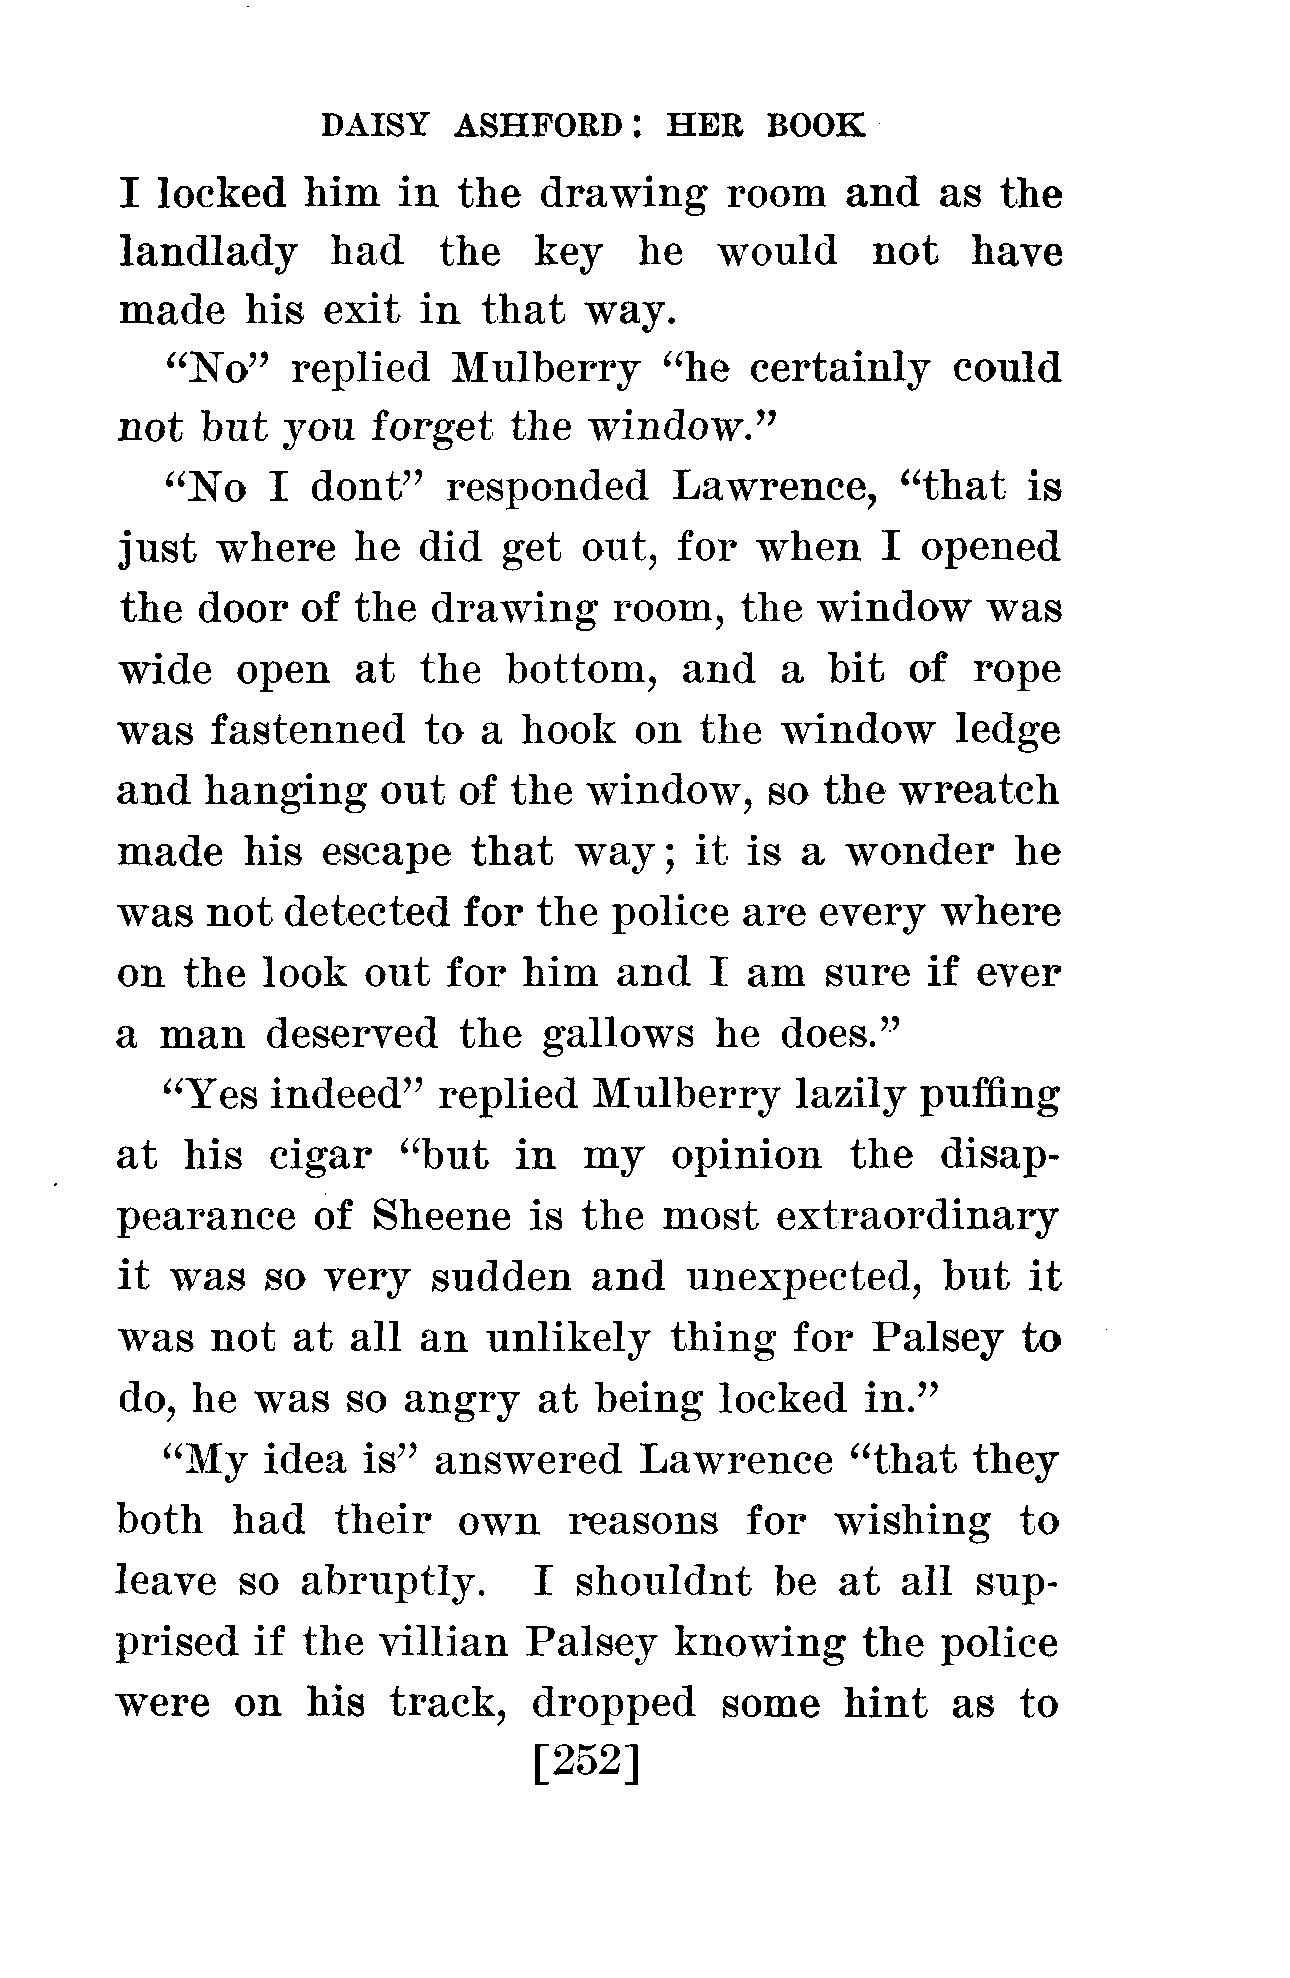 DAISY ASHFORD: HER BOOK
I locked him in the drawing room and as the
landlady had the key he would not have
made his exit in that way.
“No” replied Mulberry “he certainly could
not but you forget the window.”
“No I dont” responded Lawrence, “that is
just where he did get out, for when I opened
the door of the drawing room, the window was
wide open at the bottom, and a bit of rope
was fastenned to a hook on the window ledge
and hanging out of the window, so the wreatch
made his escape that way; it is a wonder he
was not detected for the police are every where
on the look out for him and I am sure if ever
a man deserved the gallows he does.”
“Yes indeed” replied Mulberry lazily puffing
at his cigar “but in my opinion the disap-
pearance of Sheene is the most extraordinary
it was so very sudden and unexpected, but it
was not at all an unlikely thing for Palsey to
do, he was so angry at being locked in.”
“My idea is” answered Lawrence “that they
both had their own reasons for wishing to
leave so abruptly. I shouldnt be at all sup-
prised if the villian Palsey knowing the police
were on his track, dropped some hint as to
[252]